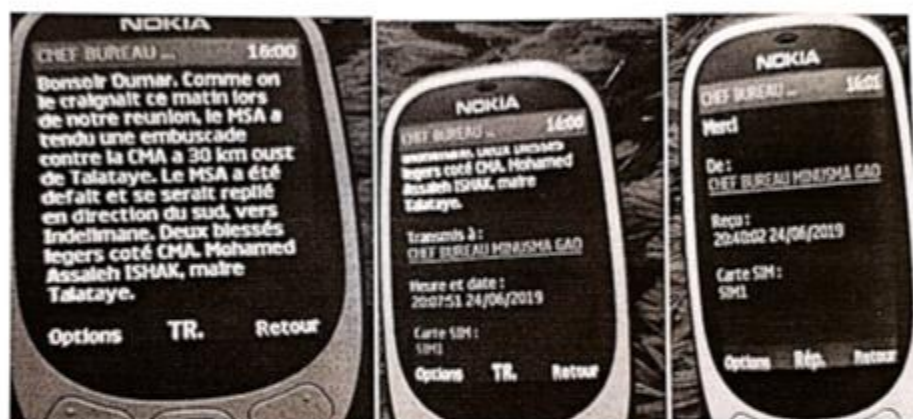 NOKIA
CHEF BUREAU ... 16:00
Bonsoir Oumar. Comme on
le craignait ce matin lors
de notre reunion, le MSA a
tendu une embuscade
contre la CMA a 30 km oust
de Talataye. Le MSA a été
defait et se serait replié
en direction du sud, vers
Indelimane. Deux blessés
legers coté CMA. Mohamed
Assaleh ISHAK, maire
Talataye.
Options TR. Retour
NOKIA
CHEF BUREAU ... 16:00
Indelimane. Deux blessés
legers coté CMA. Mohamed
Assaleh ISHAK, maire
Talataye.
Transmis à :
CHEF BUREAU MINUSMA GAO
Heure et date :
20:07:51 24/06/2019
Carte SIM :
SIM1
Options TR. Retour
NOKIA
CHEF BUREAU ... 16:01
Merci
De :
CHEF BUREAU MINUSMA GAO
Reçu :
20:40:02 24/06/2019
Carte SIM :
SIM1
Options Rép. Retour